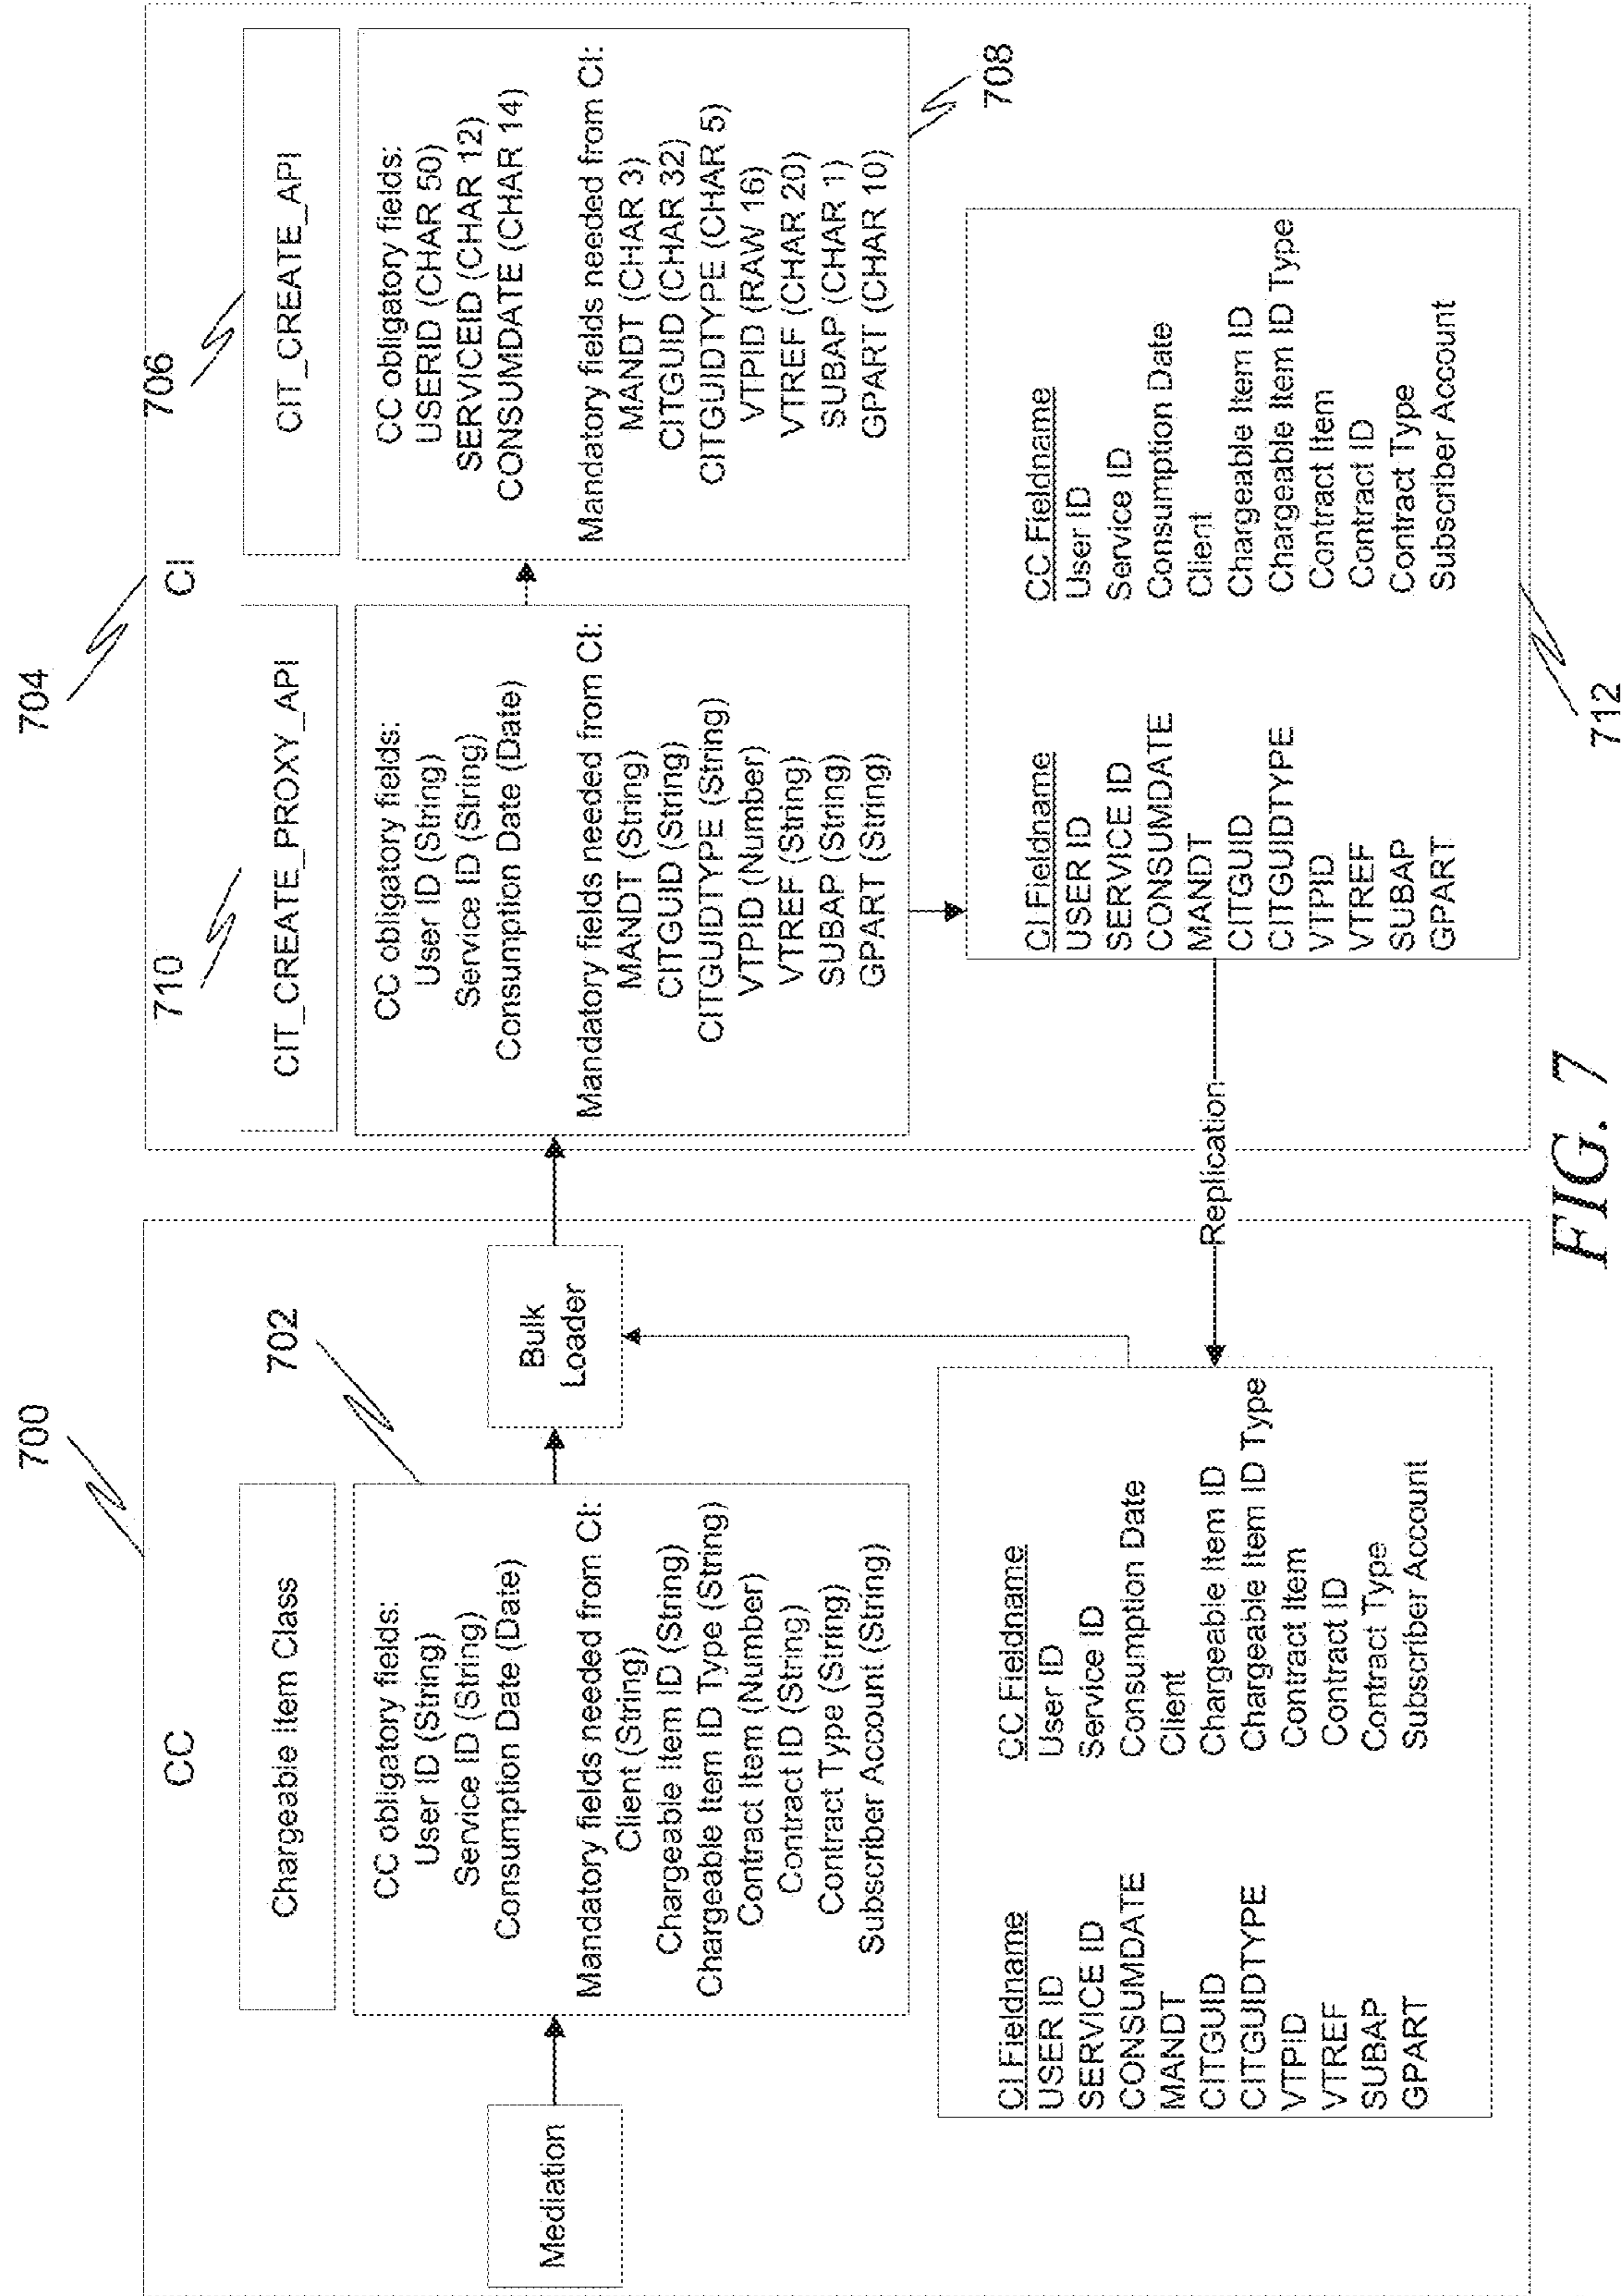 700
CC
Chargeable Item Class
702
CC obligatory fields:
User ID (String)
Service ID (String)
Consumption Date (Date)
Mandatory fields needed from CI:
Client (String)
Chargeable Item ID (String)
Chargeable Item ID Type (String)
Contract Item (Number)
Contract ID (String)
Contract Type (String)
Subscriber Account (String)
Mediation
Bulk
Loader
CI Fieldname
USER ID
SERVICE ID
CONSUMDATE
MANDT
CITGUID
CITGUIDTYPE
VTPID
VTREF
SUBAP
GPART
CC Fieldname
User ID
Service ID
Consumption Date
Client
Chargeable Item ID
Chargeable Item ID Type
Contract Item
Contract ID
Contract Type
Subscriber Account
Replication
704
CI
710
CIT_CREATE_PROXY_API
CC obligatory fields:
User ID (String)
Service ID (String)
Consumption Date (Date)
Mandatory fields needed from CI:
MANDT (String)
CITGUID (String)
CITGUIDTYPE (String)
VTPID (Number)
VTREF (String)
SUBAP (String)
GPART (String)
706
CIT_CREATE_API
CC obligatory fields:
USERID (CHAR 50)
SERVICEID (CHAR 12)
CONSUMDATE (CHAR 14)
Mandatory fields needed from CI:
MANDT (CHAR 3)
CITGUID (CHAR 32)
CITGUIDTYPE (CHAR 5)
VTPID (RAW 16)
VTREF (CHAR 20)
SUBAP (CHAR 1)
GPART (CHAR 10)
708
CI Fieldname
USER ID
SERVICE ID
CONSUMDATE
MANDT
CITGUID
CITGUIDTYPE
VTPID
VTREF
SUBAP
GPART
CC Fieldname
User ID
Service ID
Consumption Date
Client
Chargeable Item ID
Chargeable Item ID Type
Contract Item
Contract ID
Contract Type
Subscriber Account
712
FIG. 7